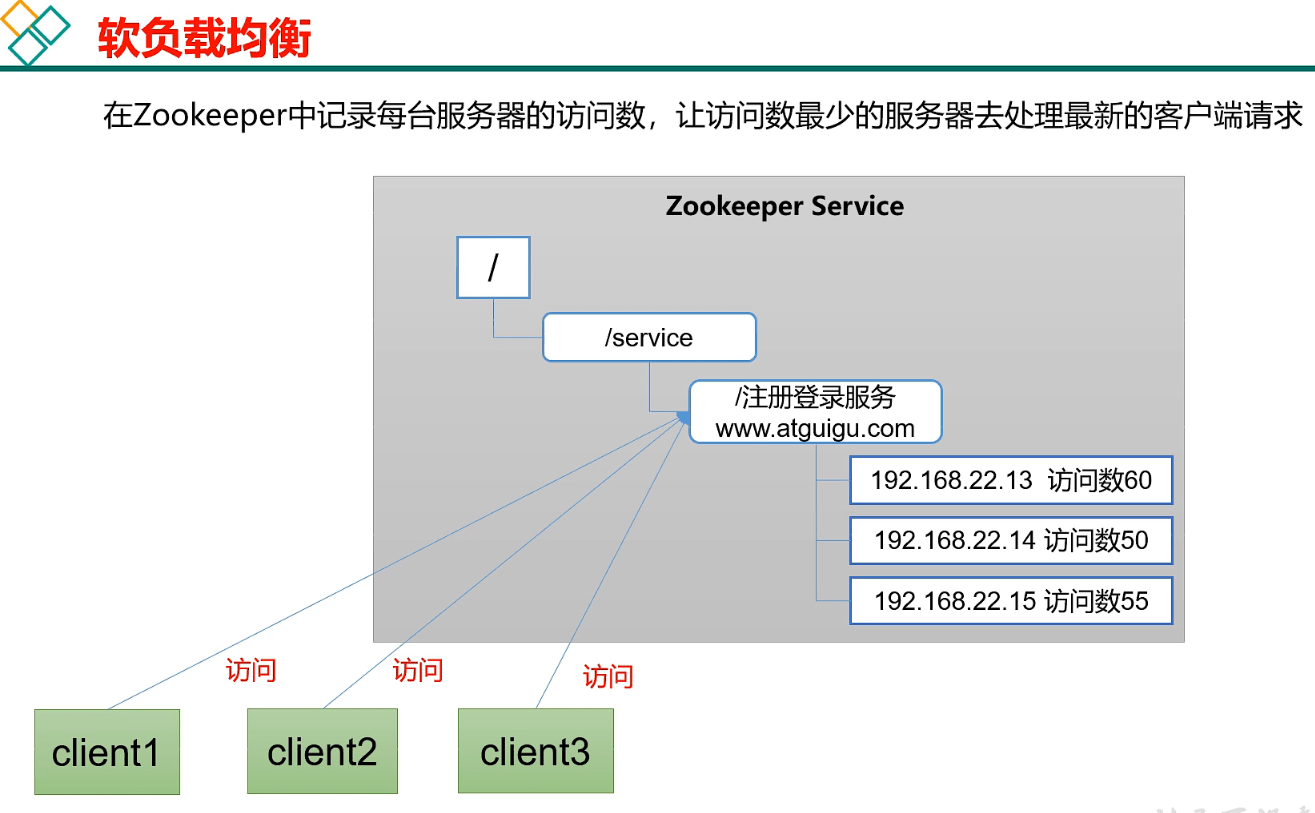 软负载均衡
在Zookeeper中记录每台服务器的访问数，让访问数最少的服务器去处理最新的客户端请求
Zookeeper Service
/
/service
/注册登录服务
www.atguigu.com
192.168.22.13 访问数60
192.168.22.14 访问数50
192.168.22.15 访问数55
访问
访问
访问
client1
client2
client3